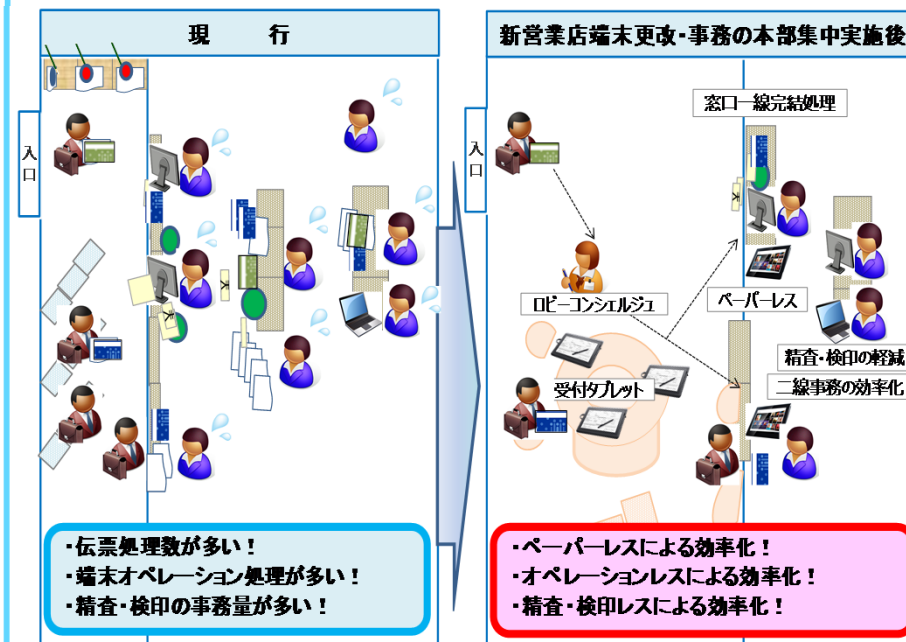 現　行
新営業店端末更改・事務の本部集中実施後
入口
入口
窓口一線完結処理
ロビーコンシェルジュ
ペーパーレス
受付タブレット
精査・検印の軽減
二線事務の効率化
・伝票処理数が多い！
・端末オペレーション処理が多い！
・精査・検印の事務量が多い！
・ペーパーレスによる効率化！
・オペレーションレスによる効率化！
・精査・検印レスによる効率化！